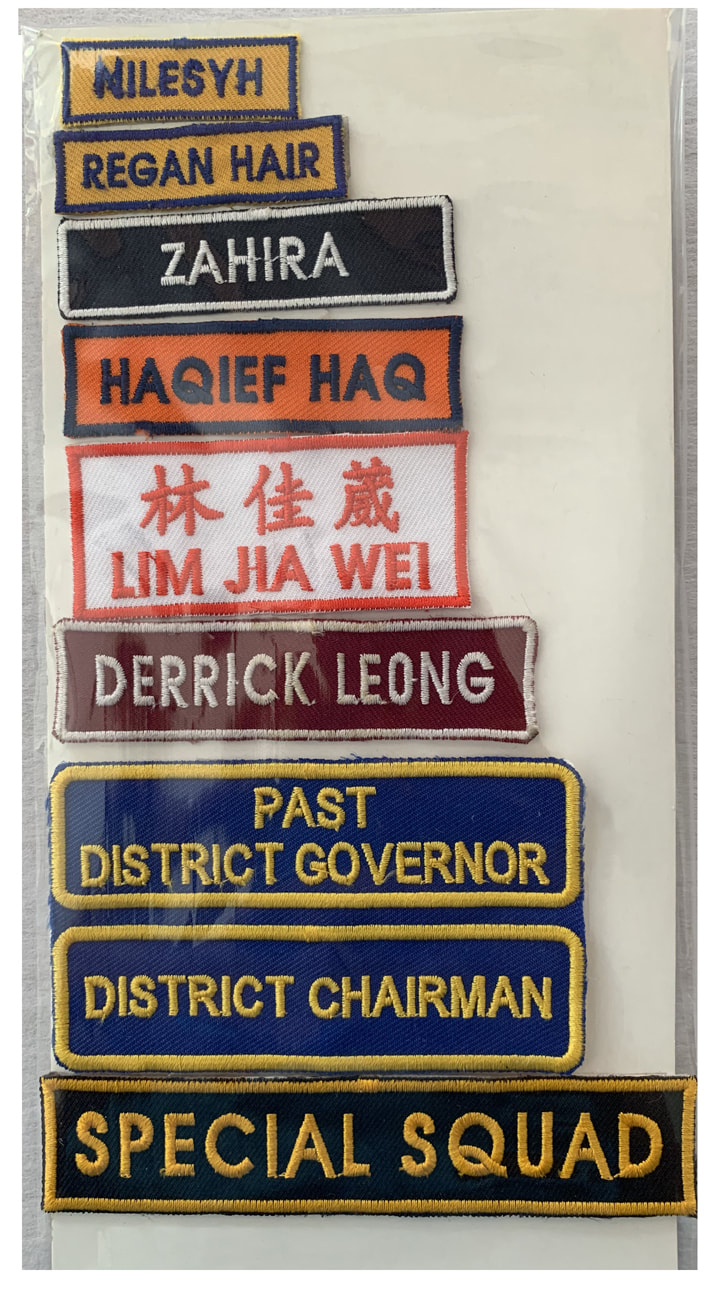 NILESYH
REGAN HAIR
ZAHIRA
HAQIEF HAQ
林佳葳
LIM JIA WEI
DERRICK LEONG
PAST
DISTRICT GOVERNOR
DISTRICT CHAIRMAN
SPECIAL SQUAD